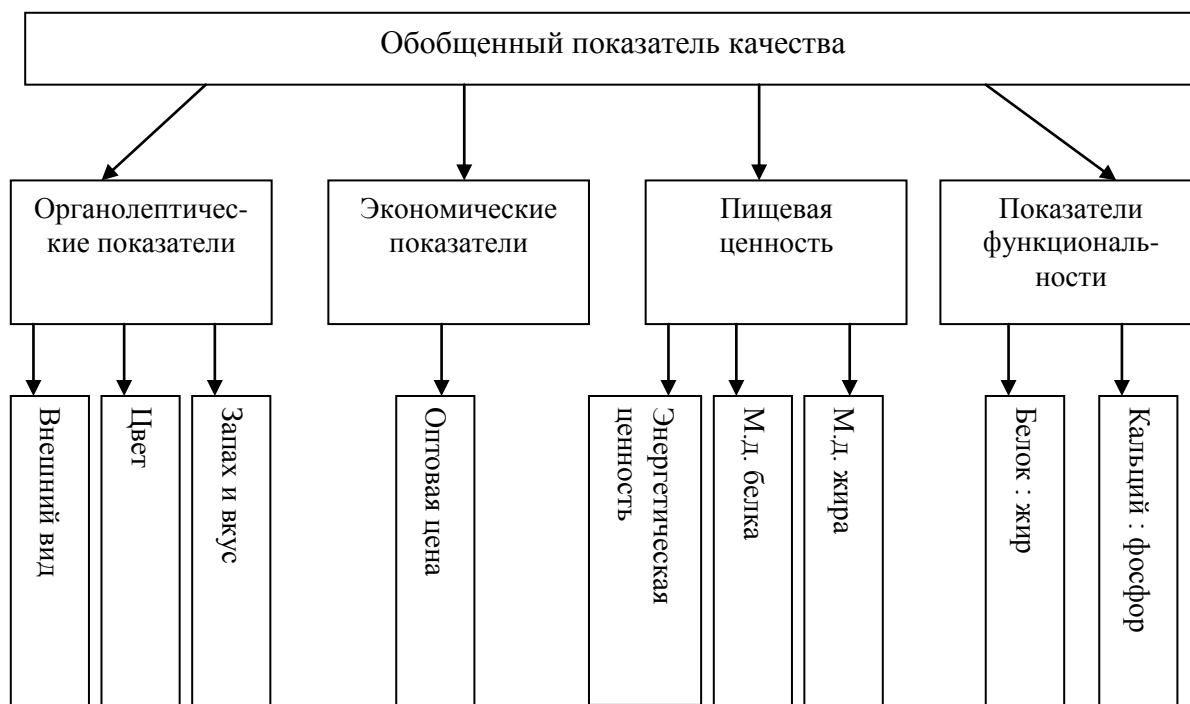 Обобщенный показатель качества
Органолептичес-
кие показатели
Экономические
показатели
Пищевая
ценность
Показатели
функциональ-
ности
Внешний вид
Цвет
Запах и вкус
Оптовая цена
Энергетическая
ценность
М.д. белка
М.д. жира
Белок : жир
Кальций : фосфор